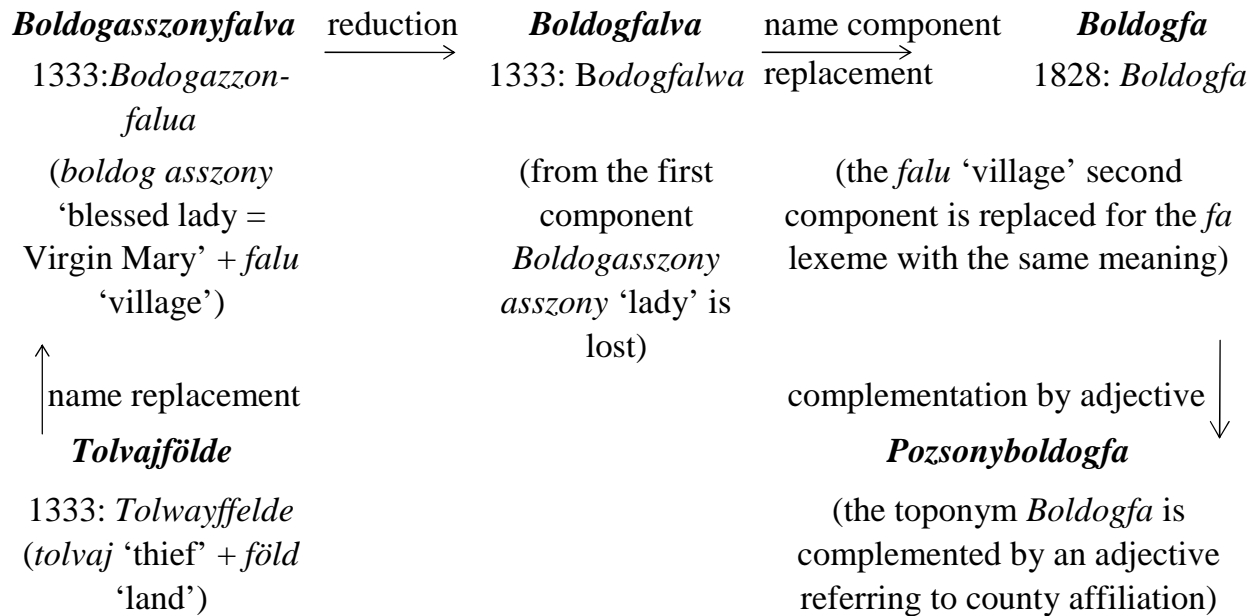 Boldogasszonyfalva reduction Boldogfalva name component Boldogfa
1333:Bodogazzon- 1333: Bodogfalwa replacement 1828: Boldogfa
falua
(boldog asszony (from the first (the falu ‘village’ second
‘blessed lady = component component is replaced for the fa
Virgin Mary’ + falu Boldogasszony lexeme with the same meaning)
‘village’) asszony ‘lady’ is
lost)
name replacement complementation by adjective
Tolvajfölde Pozsonyboldogfa
1333: Tolwayffelde (the toponym Boldogfa is
(tolvaj ‘thief’ + föld complemented by an adjective
‘land’) referring to county affiliation)